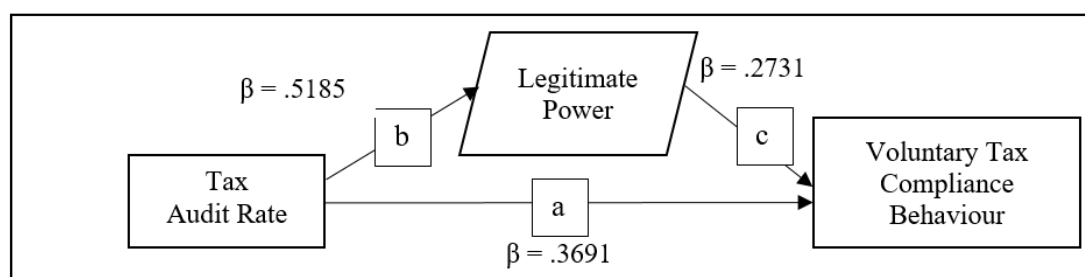 β = .5185
Legitimate
Power
β = .2731
b
c
Tax
Audit Rate
a
Voluntary Tax
Compliance
Behaviour
β = .3691